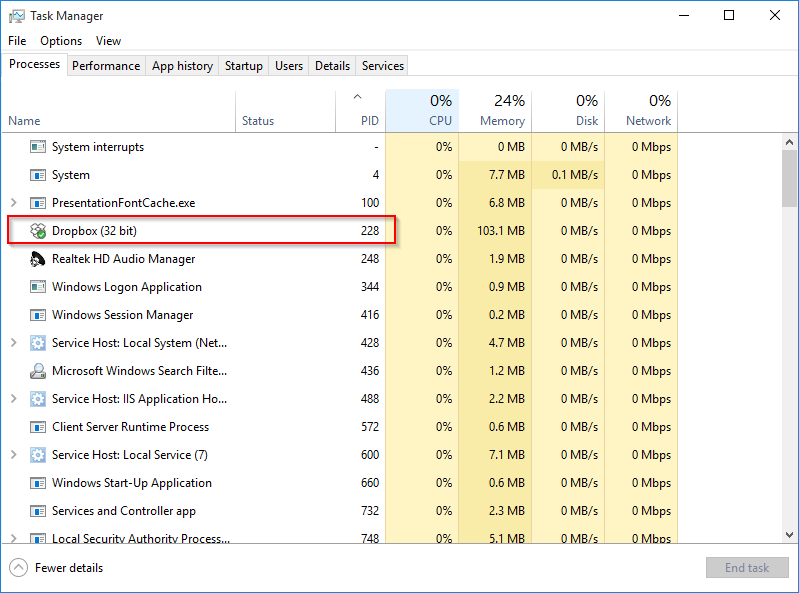 Task Manager
File Options View
Processes Performance App history Startup Users Details Services
0% 24% 0% 0%
Name Status PID CPU Memory Disk Network
System interrupts - 0% 0 MB 0 MB/s 0 Mbps
System 4 0% 7.7 MB 0.1 MB/s 0 Mbps
PresentationFontCache.exe 100 0% 6.8 MB 0 MB/s 0 Mbps
Dropbox (32 bit) 228 0% 103.1 MB 0 MB/s 0 Mbps
Realtek HD Audio Manager 248 0% 1.9 MB 0 MB/s 0 Mbps
Windows Logon Application 344 0% 0.9 MB 0 MB/s 0 Mbps
Windows Session Manager 416 0% 0.2 MB 0 MB/s 0 Mbps
Service Host: Local System (Net... 428 0% 4.7 MB 0 MB/s 0 Mbps
Microsoft Windows Search Filte... 436 0% 1.2 MB 0 MB/s 0 Mbps
Service Host: IIS Application Ho... 488 0% 2.2 MB 0 MB/s 0 Mbps
Client Server Runtime Process 572 0% 0.6 MB 0 MB/s 0 Mbps
Service Host: Local Service (7) 600 0% 7.1 MB 0 MB/s 0 Mbps
Windows Start-Up Application 660 0% 0.6 MB 0 MB/s 0 Mbps
Services and Controller app 732 0% 2.3 MB 0 MB/s 0 Mbps
Local Security Authority Process... 748 0% 5.1 MB 0 MB/s 0 Mbps
Fewer details End task